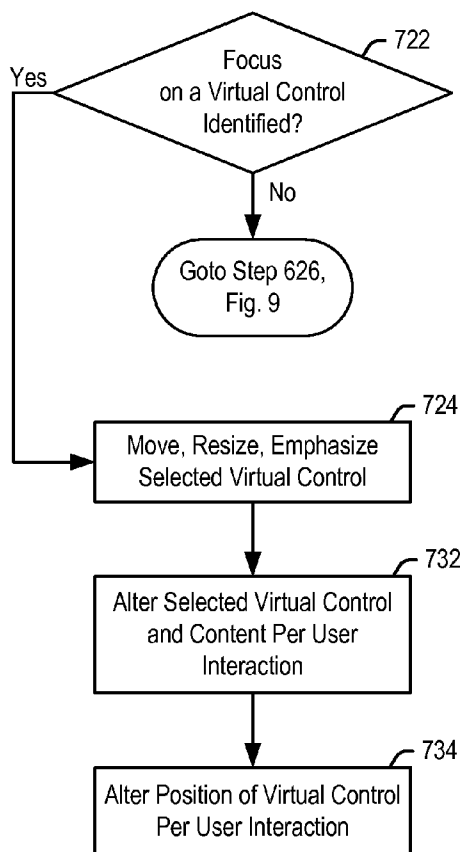 722
Focus
on a Virtual Control
Identified?
Yes
No
Goto Step 626,
Fig. 9
724
Move, Resize, Emphasize
Selected Virtual Control
732
Alter Selected Virtual Control
and Content Per User
Interaction
734
Alter Position of Virtual Control
Per User Interaction